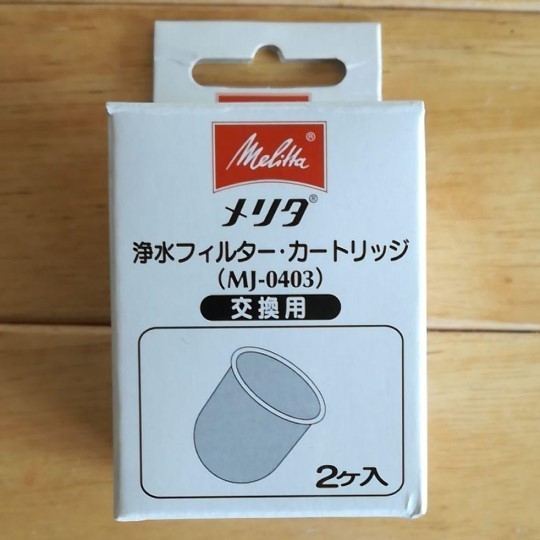 Melitta®
メリタ®
浄水フィルター・カートリッジ
(MJ-0403)
交換用
2ヶ入